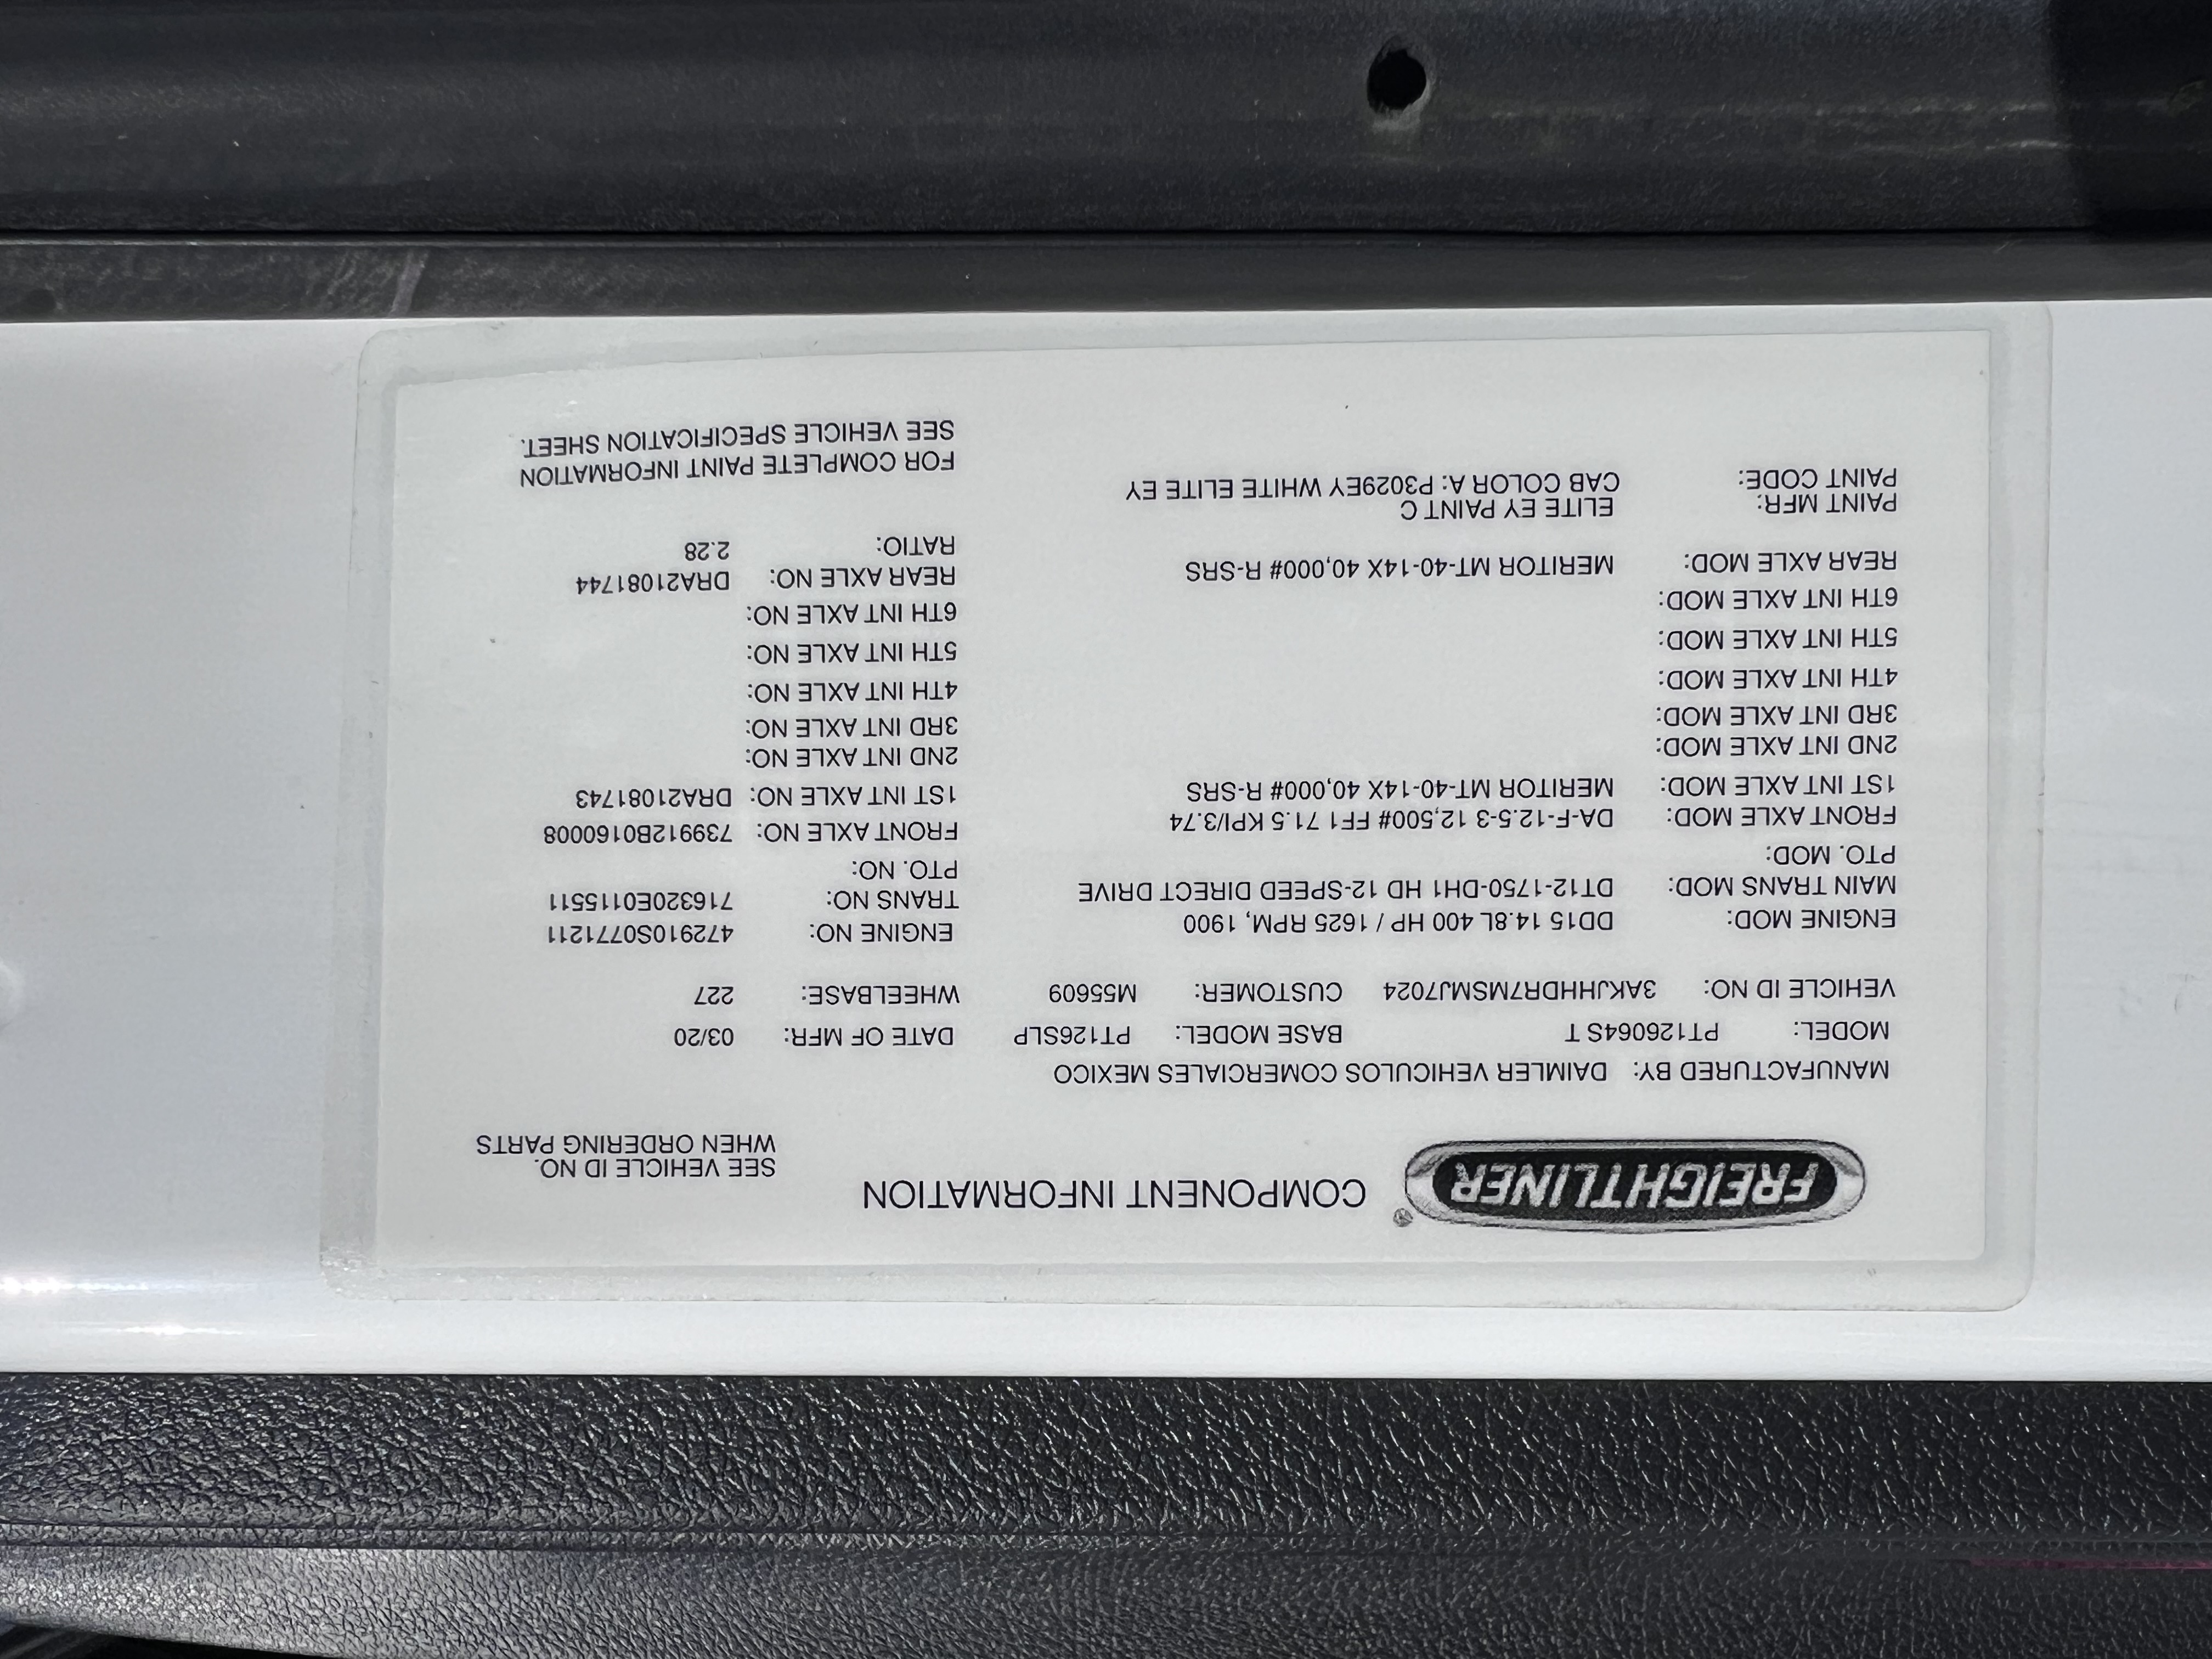 FREIGHTLINER® COMPONENT INFORMATION
SEE VEHICLE ID NO.
WHEN ORDERING PARTS
MANUFACTURED BY: DAIMLER VEHICULOS COMERCIALES MEXICO
MODEL: PT126064S T BASE MODEL: PT126SLP DATE OF MFR: 03/20
VEHICLE ID NO: 3AKJHHDR7MSMJ7024 CUSTOMER: M55609 WHEELBASE: 227
ENGINE MOD: DD15 14.8L 400 HP / 1625 RPM, 1900 ENGINE NO: 472910S0771211
MAIN TRANS MOD: DT12-1750-DH1 HD 12-SPEED DIRECT DRIVE TRANS NO: 716320E0115511
PTO. MOD: PTO. NO:
FRONT AXLE MOD: DA-F-12.5-3 12,500# FF1 71.5 KPI/3.74 FRONT AXLE NO: 739912B0160008
1ST INT AXLE MOD: MERITOR MT-40-14X 40,000# R-SRS 1ST INT AXLE NO: DRA21081743
2ND INT AXLE MOD: 2ND INT AXLE NO:
3RD INT AXLE MOD: 3RD INT AXLE NO:
4TH INT AXLE MOD: 4TH INT AXLE NO:
5TH INT AXLE MOD: 5TH INT AXLE NO:
6TH INT AXLE MOD: 6TH INT AXLE NO:
REAR AXLE MOD: MERITOR MT-40-14X 40,000# R-SRS REAR AXLE NO: DRA21081744
RATIO: 2.28
PAINT MFR: ELITE EY PAINT C
PAINT CODE: CAB COLOR A: P3029EY WHITE ELITE EY
FOR COMPLETE PAINT INFORMATION
SEE VEHICLE SPECIFICATION SHEET.